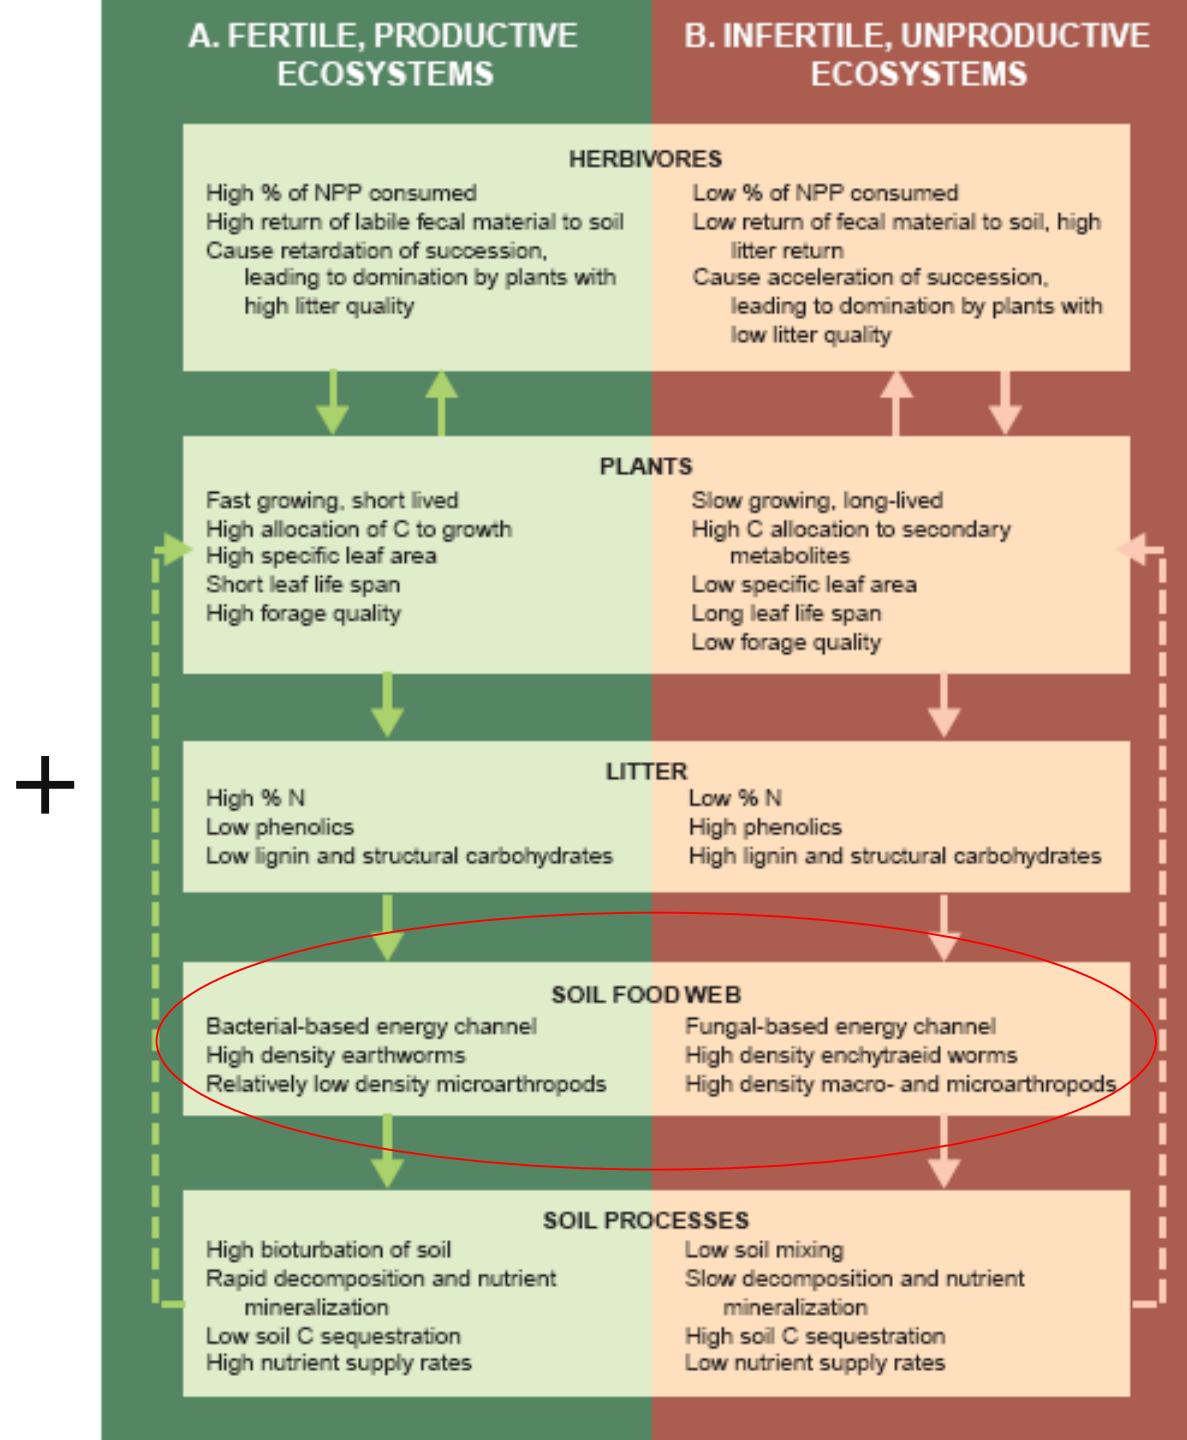 A. FERTILE, PRODUCTIVE
ECOSYSTEMS
B. INFERTILE, UNPRODUCTIVE
ECOSYSTEMS
HERBIVORES
High % of NPP consumed
High return of labile fecal material to soil
Cause retardation of succession,
leading to domination by plants with
high litter quality
Low % of NPP consumed
Low return of fecal material to soil, high
litter return
Cause acceleration of succession,
leading to domination by plants with
low litter quality
PLANTS
Fast growing, short lived
High allocation of C to growth
High specific leaf area
Short leaf life span
High forage quality
Slow growing, long-lived
High C allocation to secondary
metabolites
Low specific leaf area
Long leaf life span
Low forage quality
+
LITTER
High % N
Low phenolics
Low lignin and structural carbohydrates
Low % N
High phenolics
High lignin and structural carbohydrates
SOIL FOOD WEB
Bacterial-based energy channel
High density earthworms
Relatively low density microarthropods
Fungal-based energy channel
High density enchytraeid worms
High density macro- and microarthropods
SOIL PROCESSES
High bioturbation of soil
Rapid decomposition and nutrient
mineralization
Low soil C sequestration
High nutrient supply rates
Low soil mixing
Slow decomposition and nutrient
mineralization
High soil C sequestration
Low nutrient supply rates